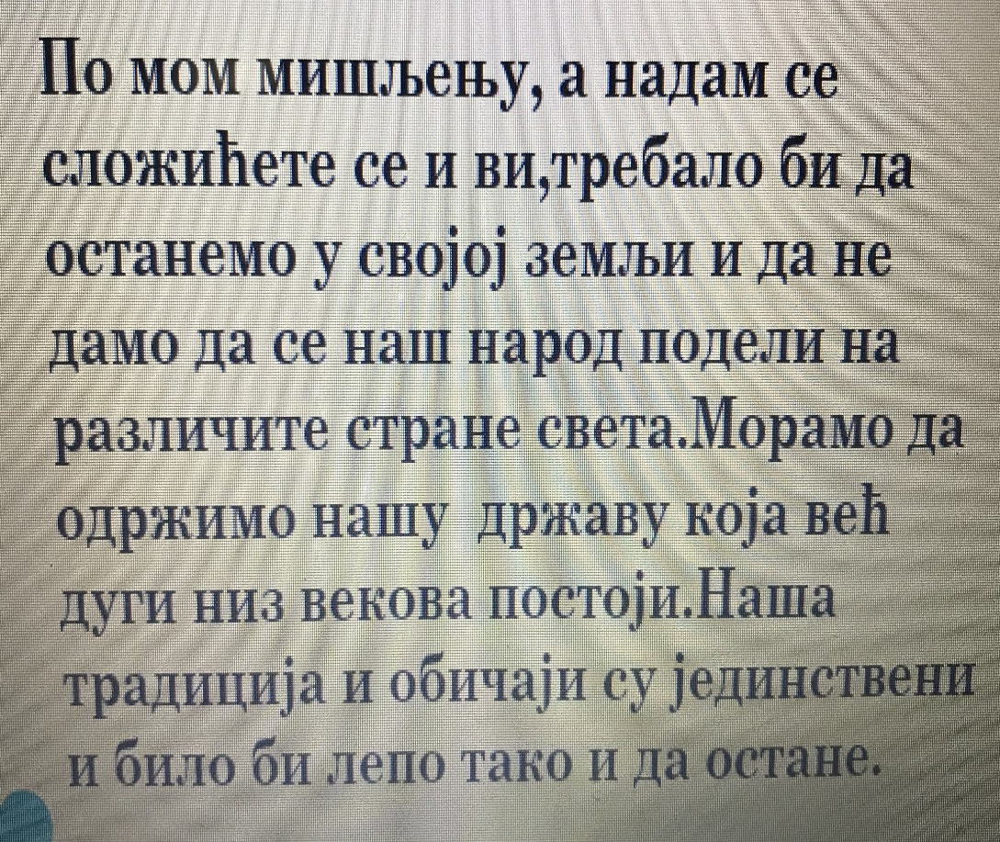 По мом мишљењу, а надам се
сложићете се и ви,требало би да
останемо у својој земљи и да не
дамо да се наш народ подели на
различите стране света.Морамо да
одржимо нашу  државу која већ
дуги низ векова постоји.Наша
традиција и обичаји су јединствени
и било би лепо тако и да остане.